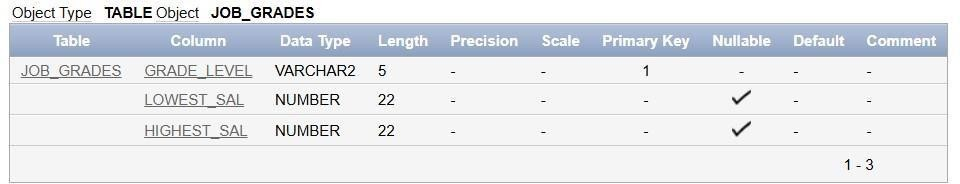 Object Type TABLE Object JOB_GRADES
Table Column Data Type Length Precision Scale Primary Key Nullable Default Comment
JOB_GRADES GRADE_LEVEL VARCHAR2 5 - - 1 - - -
LOWEST_SAL NUMBER 22 - - - ✓ - -
HIGHEST_SAL NUMBER 22 - - - ✓ - -
1 - 3